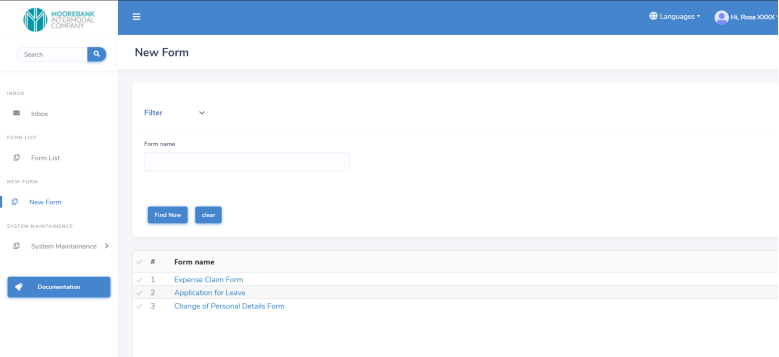 MOOREBANK
INTERMODAL
COMPANY
Languages
Hi, Rosa XXXX
Search
New Form
INBOX
Inbox
FORM LIST
Form List
NEW FORM
New Form
SYSTEM MAINTAINENCE
System Maintainence
Documentation
Filter
Form name
Find Now
clear
# Form name
1 Expense Claim Form
2 Application for Leave
3 Change of Personal Details Form